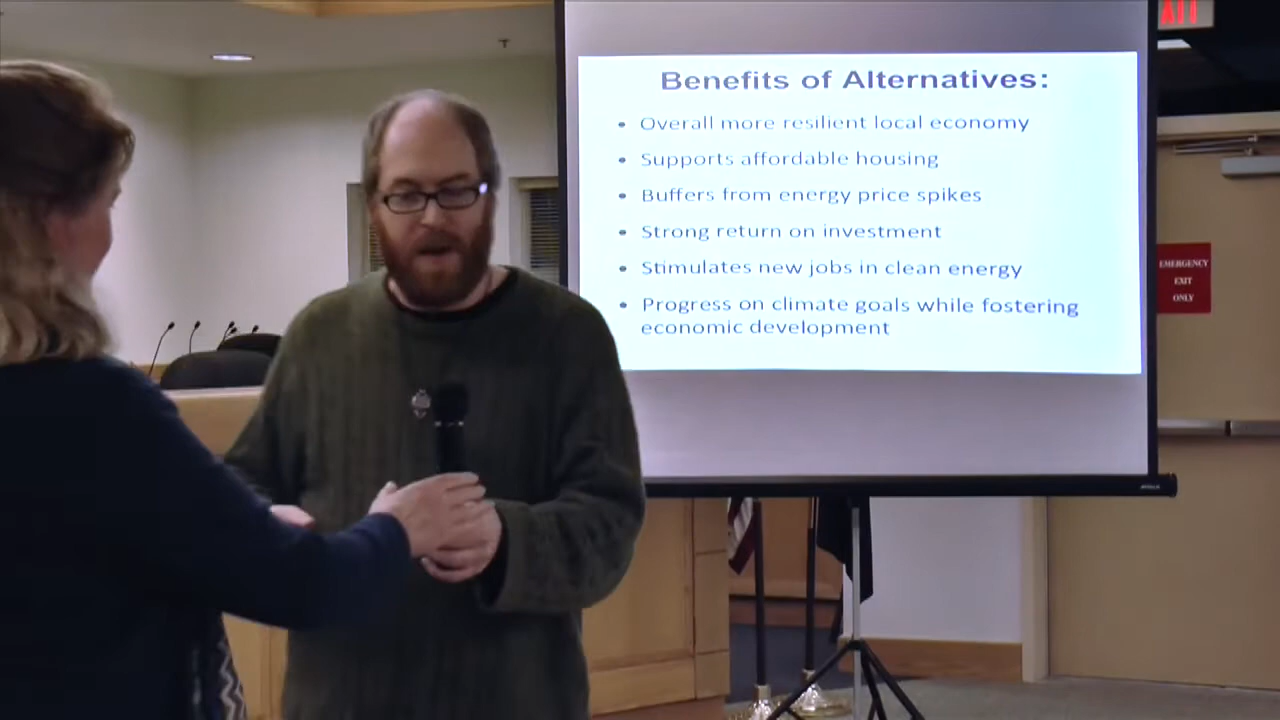 Benefits of Alternatives:
• Overall more resilient local economy
• Supports affordable housing
• Buffers from energy price spikes
• Strong return on investment
• Stimulates new jobs in clean energy
• Progress on climate goals while fostering
economic development
EMERGENCY
EXIT
ONLY